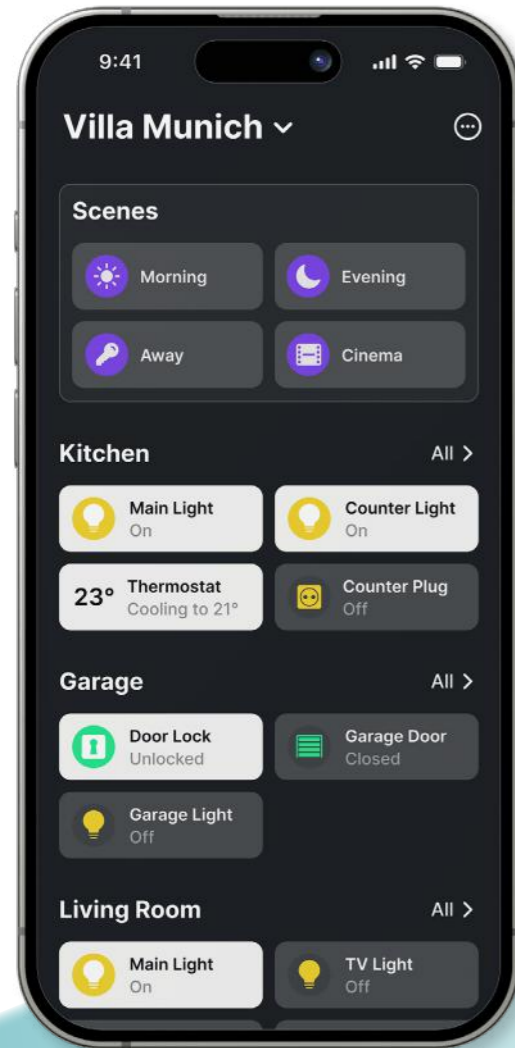 9:41
Villa Munich
Scenes
Morning
Evening
Away
Cinema
Kitchen
All
Main Light
On
Counter Light
On
23°
Thermostat
Cooling to 21°
Counter Plug
Off
Garage
All
Door Lock
Unlocked
Garage Door
Closed
Garage Light
Off
Living Room
All
Main Light
On
TV Light
Off